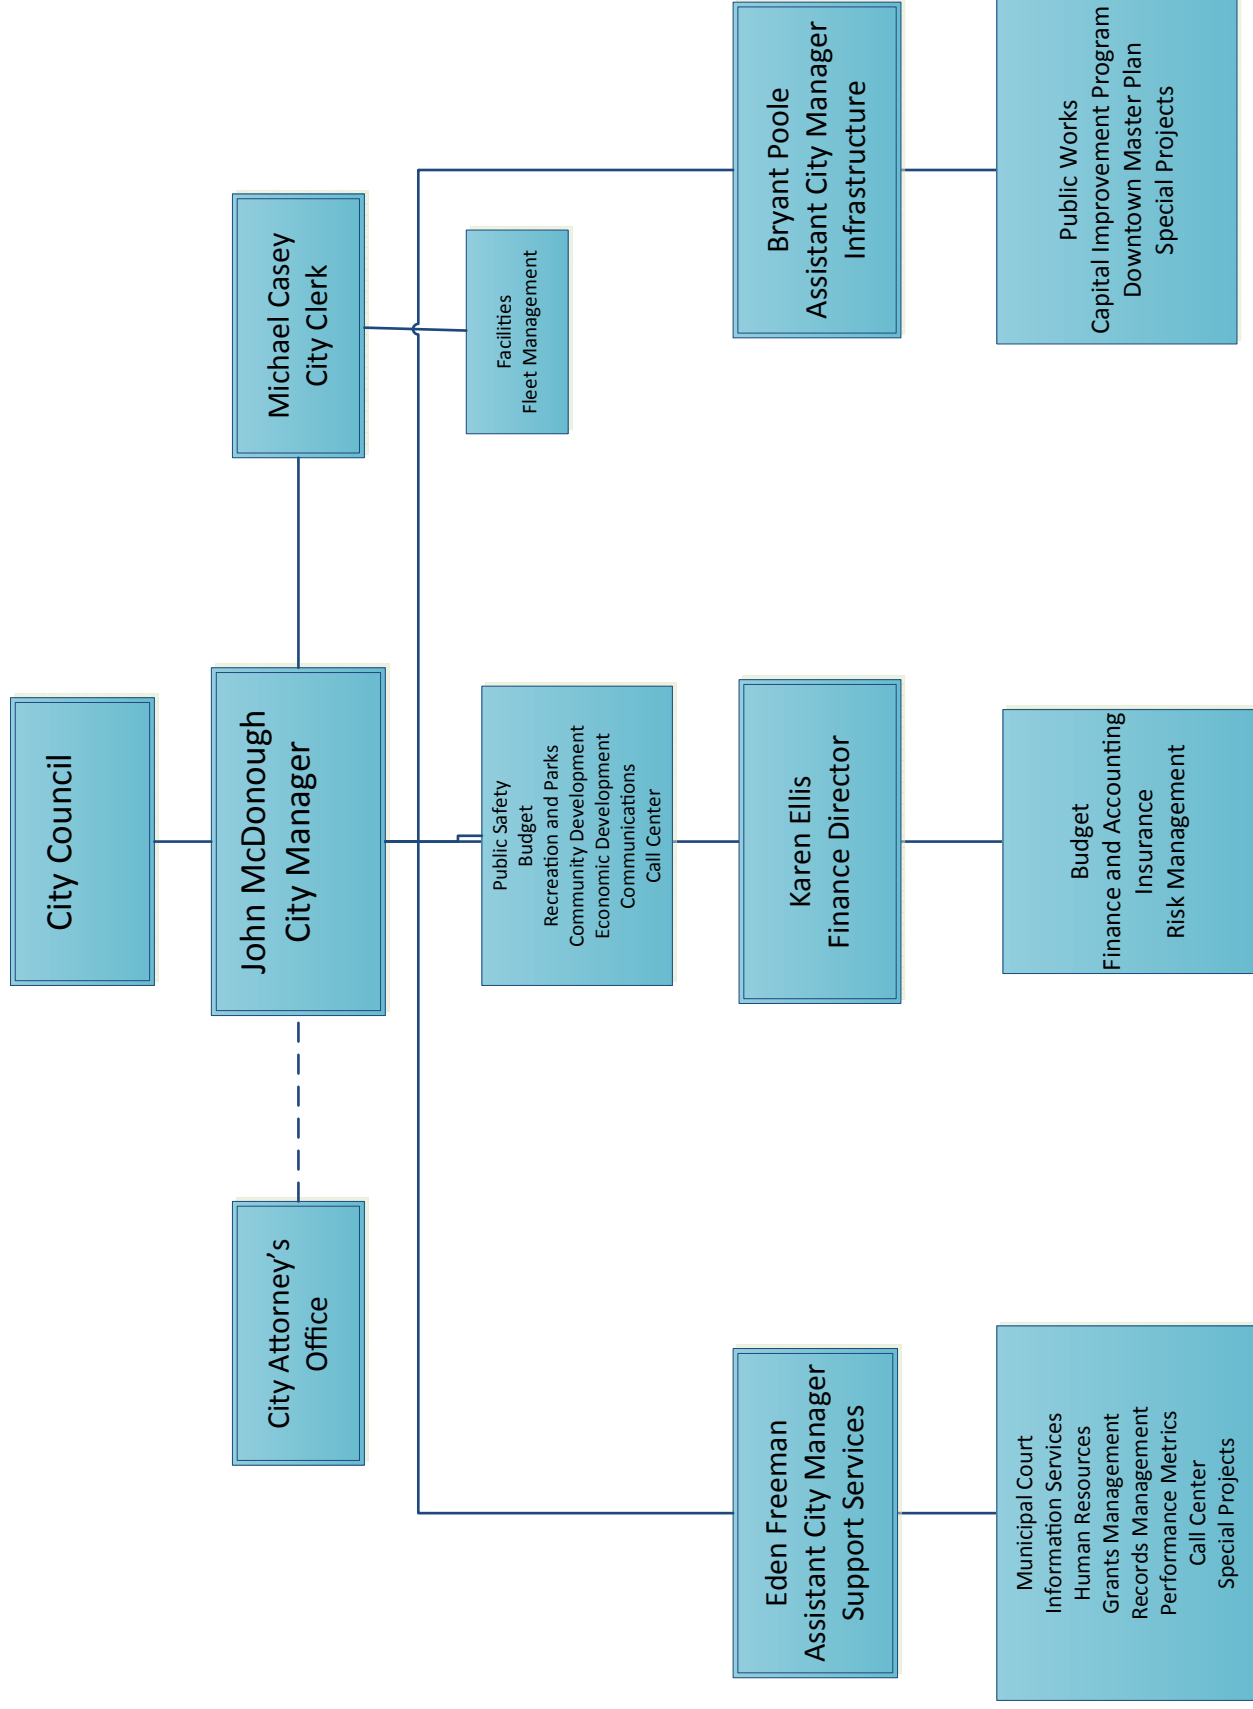 City Council
City Attorney’s
Office
John McDonough
City Manager
Michael Casey
City Clerk
Facilities
Fleet Management
Public Safety
Budget
Recreation and Parks
Community Development
Economic Development
Communications
Call Center
Eden Freeman
Assistant City Manager
Support Services
Karen Ellis
Finance Director
Bryant Poole
Assistant City Manager
Infrastructure
Municipal Court
Information Services
Human Resources
Grants Management
Records Management
Performance Metrics
Call Center
Special Projects
Budget
Finance and Accounting
Insurance
Risk Management
Public Works
Capital Improvement Program
Downtown Master Plan
Special Projects